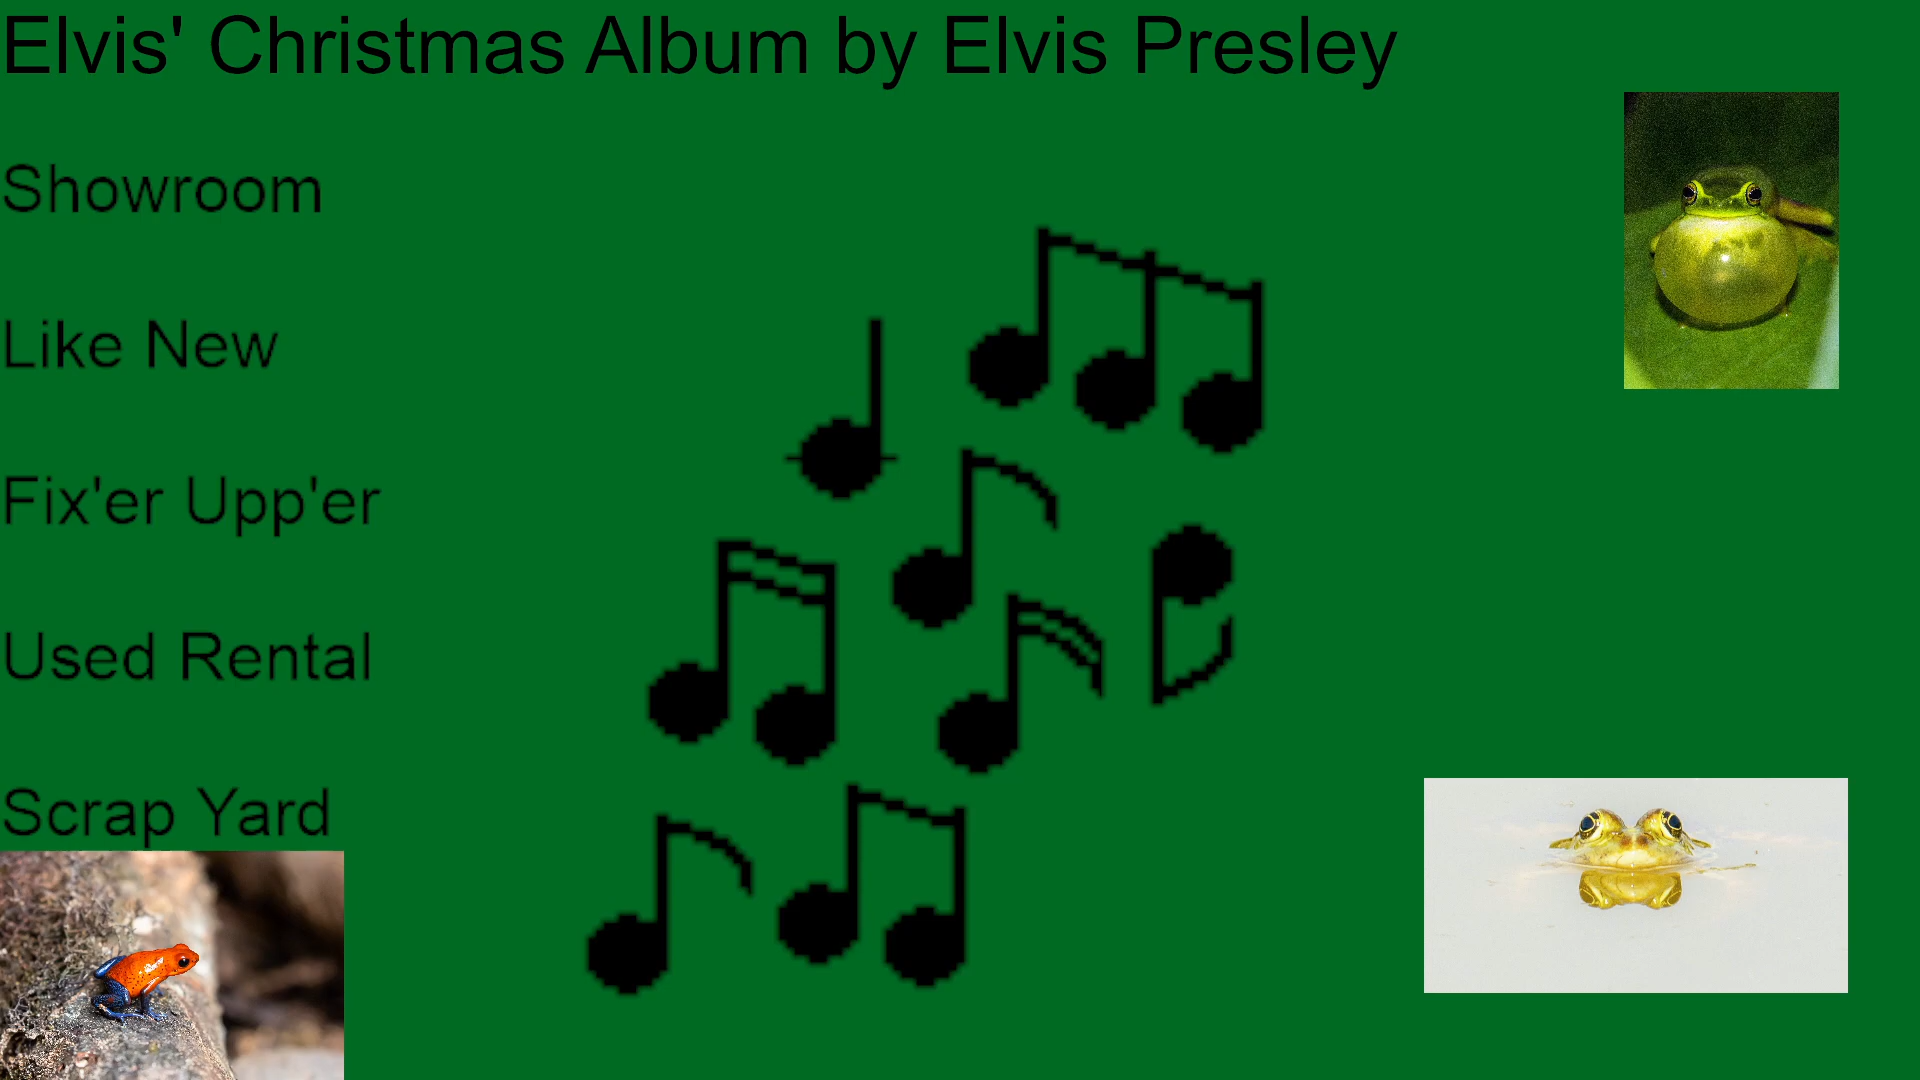 Elvis' Christmas Album by Elvis Presley
Showroom
Like New
Fix'er Upp'er
Used Rental
Scrap Yard